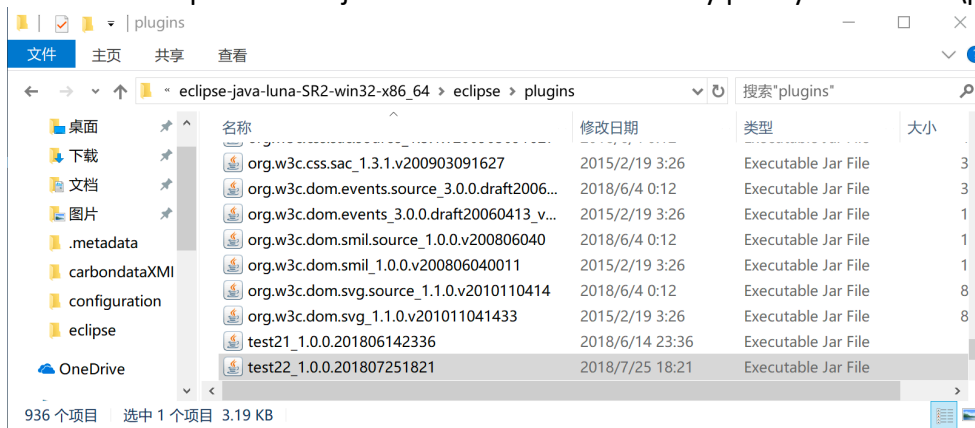 plugins
文件 主页 共享 查看
« eclipse-java-luna-SR2-win32-x86_64 › eclipse › plugins 搜索"plugins"
名称 修改日期 类型 大小
桌面
下载
文档
图片
.metadata
carbondataXMI
configuration
eclipse
OneDrive
org.w3c.css.sac_1.3.1.v200903091627 2015/2/19 3:26 Executable Jar File 3
org.w3c.dom.events.source_3.0.0.draft2006... 2018/6/4 0:12 Executable Jar File 3
org.w3c.dom.events_3.0.0.draft20060413_v... 2015/2/19 3:26 Executable Jar File 1
org.w3c.dom.smil.source_1.0.0.v200806040 2018/6/4 0:12 Executable Jar File 1
org.w3c.dom.smil_1.0.0.v200806040011 2015/2/19 3:26 Executable Jar File 1
org.w3c.dom.svg.source_1.1.0.v2010110414 2018/6/4 0:12 Executable Jar File 8
org.w3c.dom.svg_1.1.0.v201011041433 2015/2/19 3:26 Executable Jar File 8
test21_1.0.0.201806142336 2018/6/14 23:36 Executable Jar File
test22_1.0.0.201807251821 2018/7/25 18:21 Executable Jar File
936 个项目 选中 1 个项目 3.19 KB